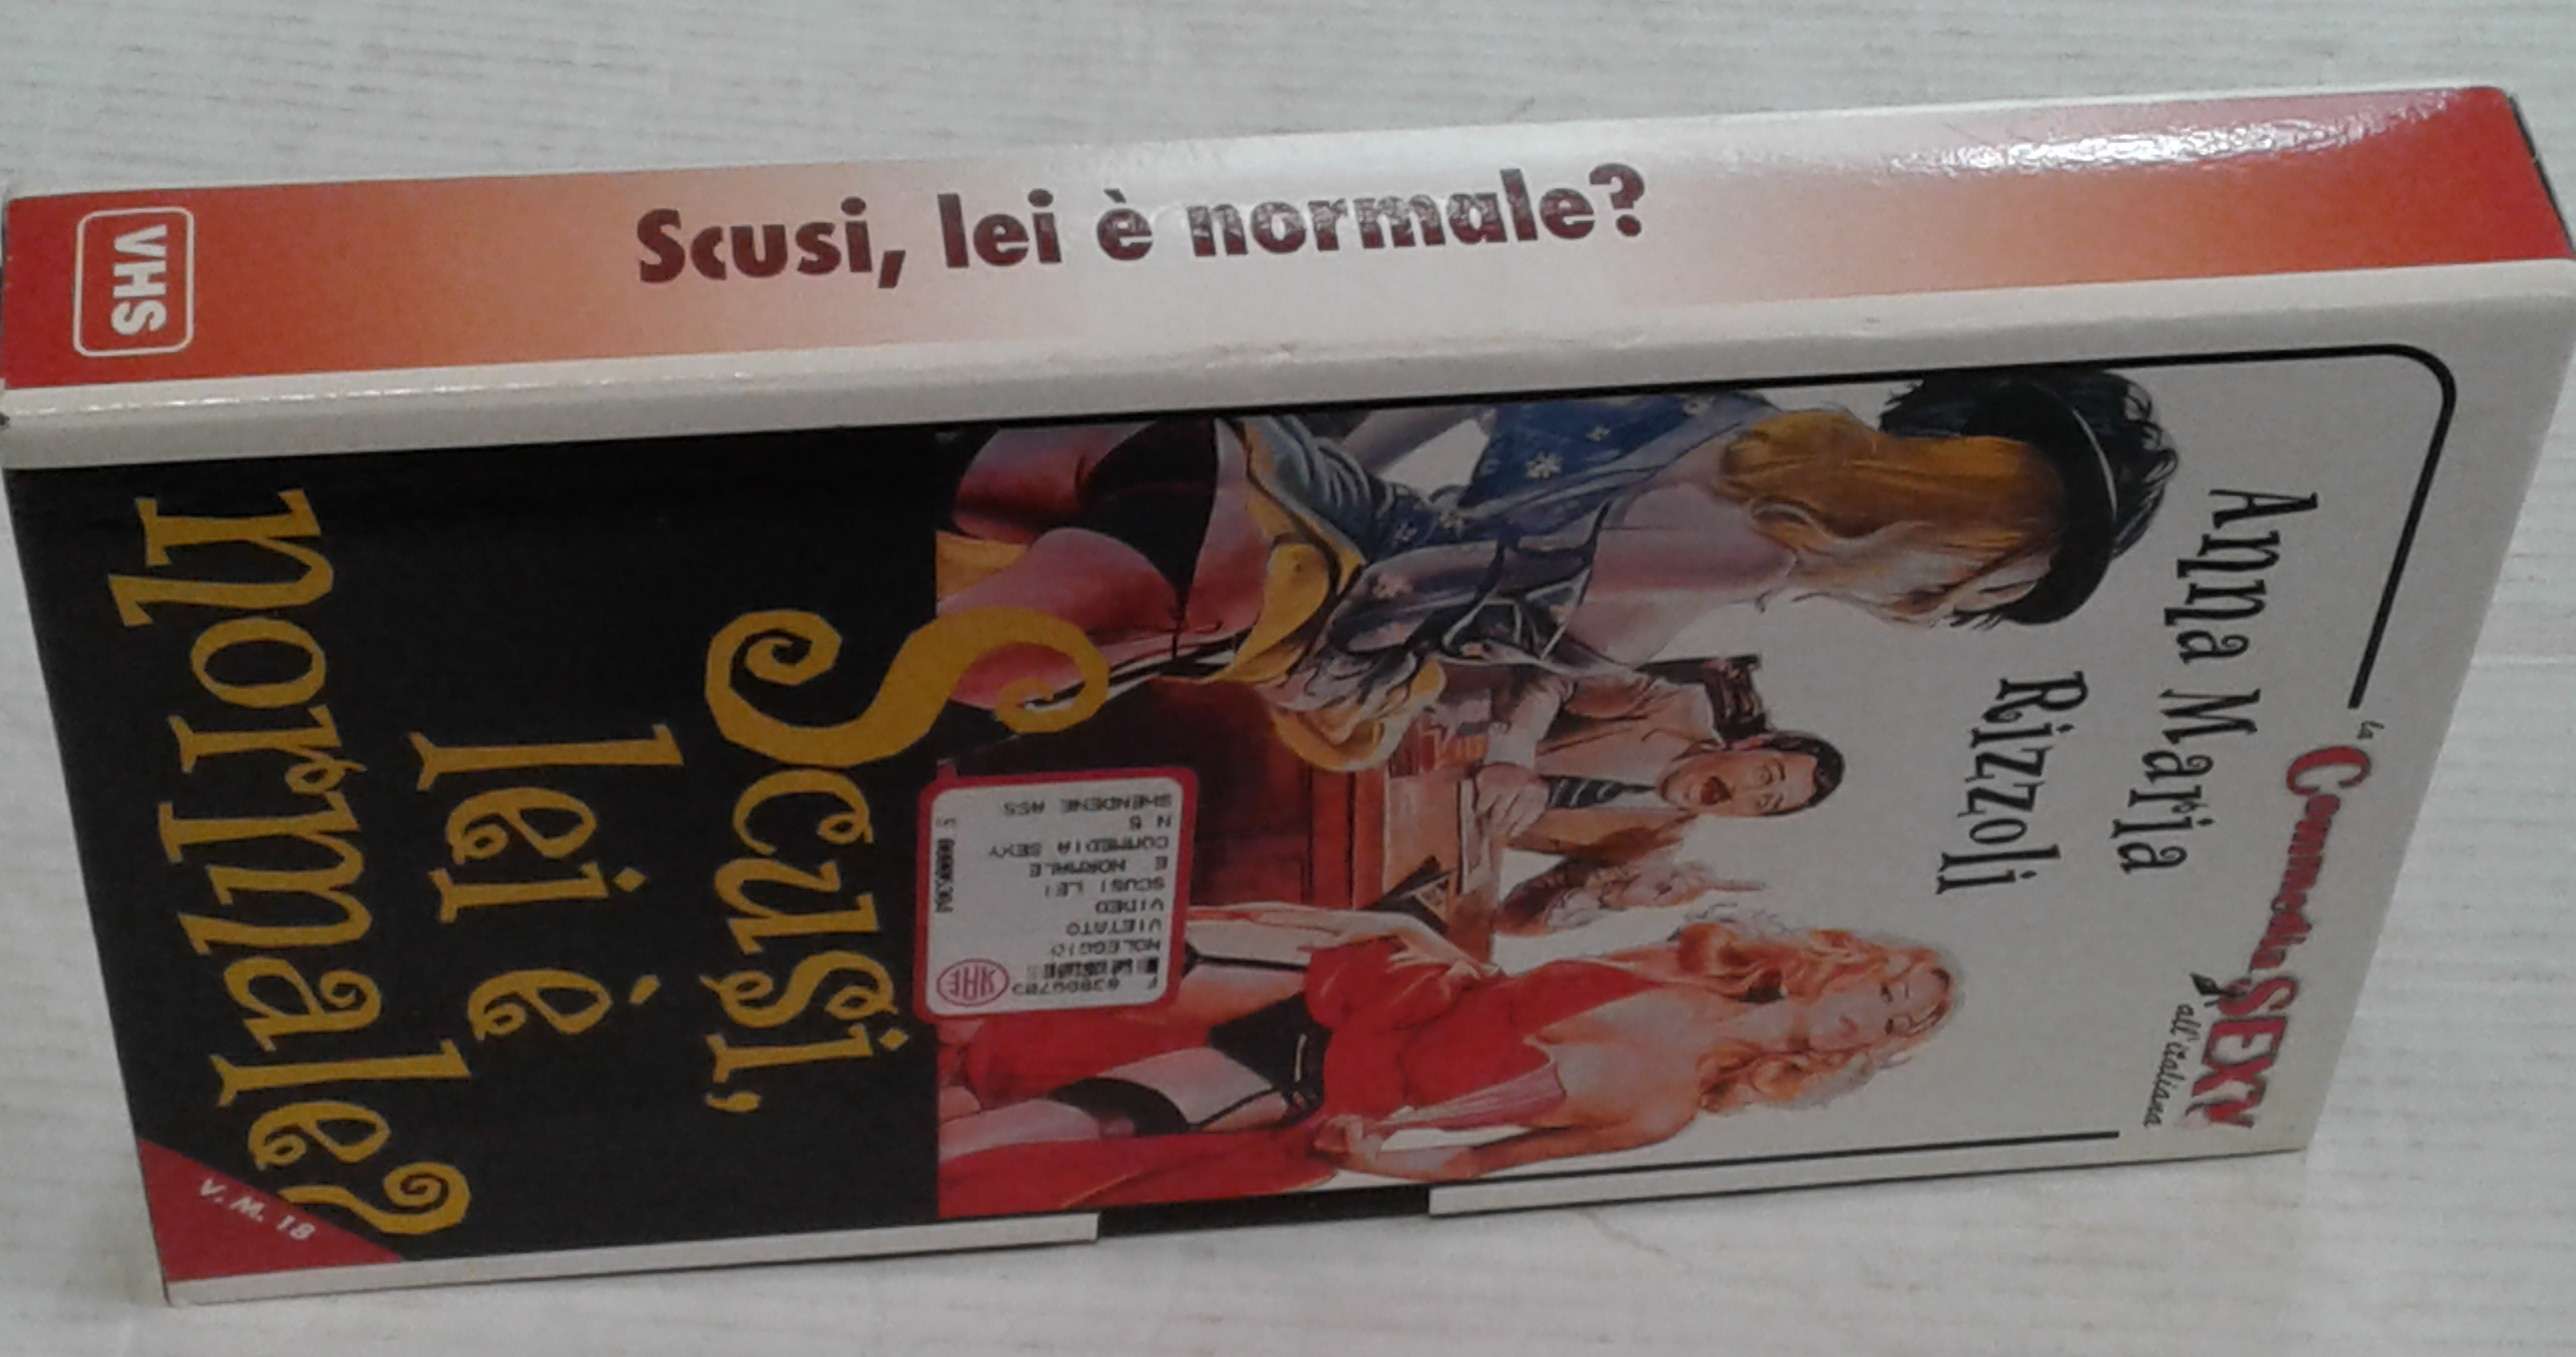 VHS
Scusi, lei è normale?
la Commedia SEXY
all'italiana
Anna Maria
Rizzoli
Scusi,
lei è
normale?
V. M. 18
NOLEGGIO
VIETATO
VIDEO
SCUSI LEI
E NORMALE
COMMEDIA SEXY
N 5